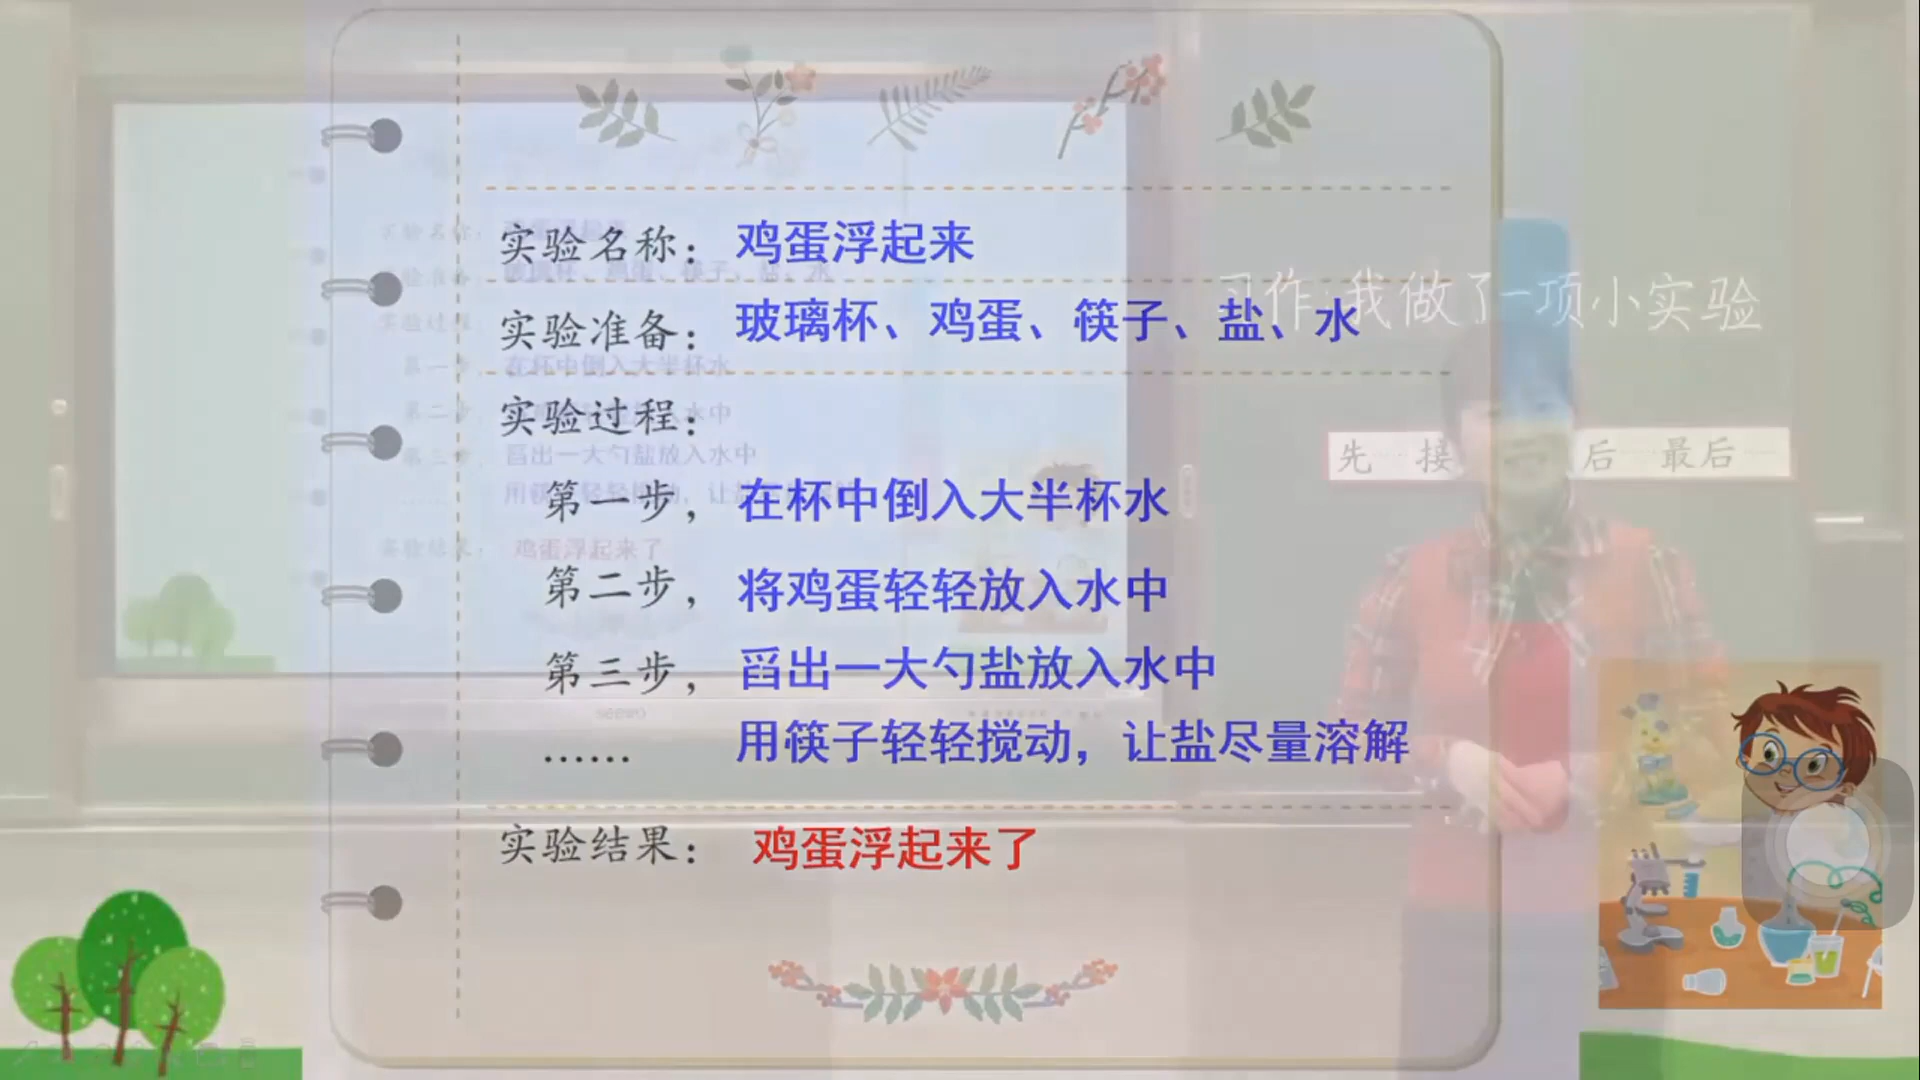 实验名称：鸡蛋浮起来
实验准备：玻璃杯、鸡蛋、筷子、盐、水
习作：我做了一项小实验
实验过程：
先 接 后 最后
第一步，在杯中倒入大半杯水
第二步，将鸡蛋轻轻放入水中
第三步，舀出一大勺盐放入水中
……用筷子轻轻搅动，让盐尽量溶解
实验结果：鸡蛋浮起来了